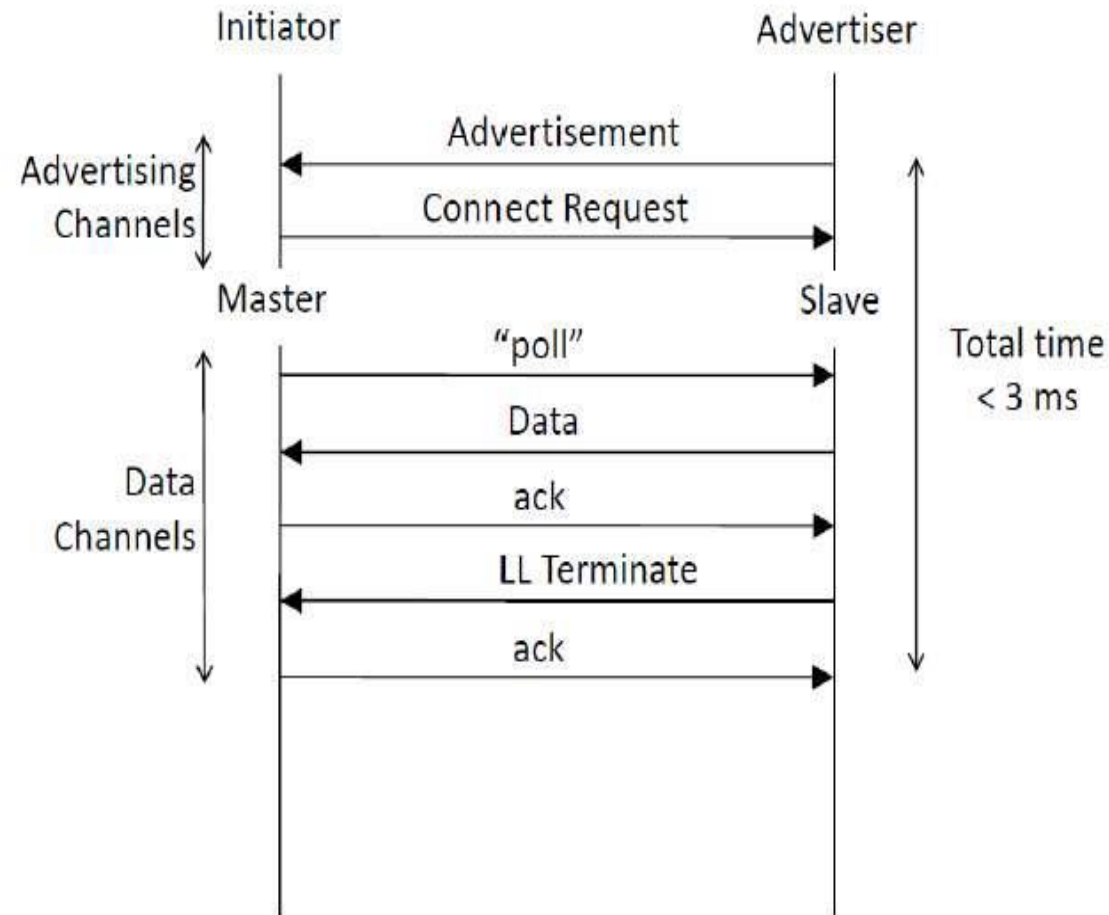 Initiator
Advertiser
Advertisement
Advertising
Channels
Connect Request
Master
Slave
“poll”
Total time
< 3 ms
Data
Data
Channels
ack
LL Terminate
ack